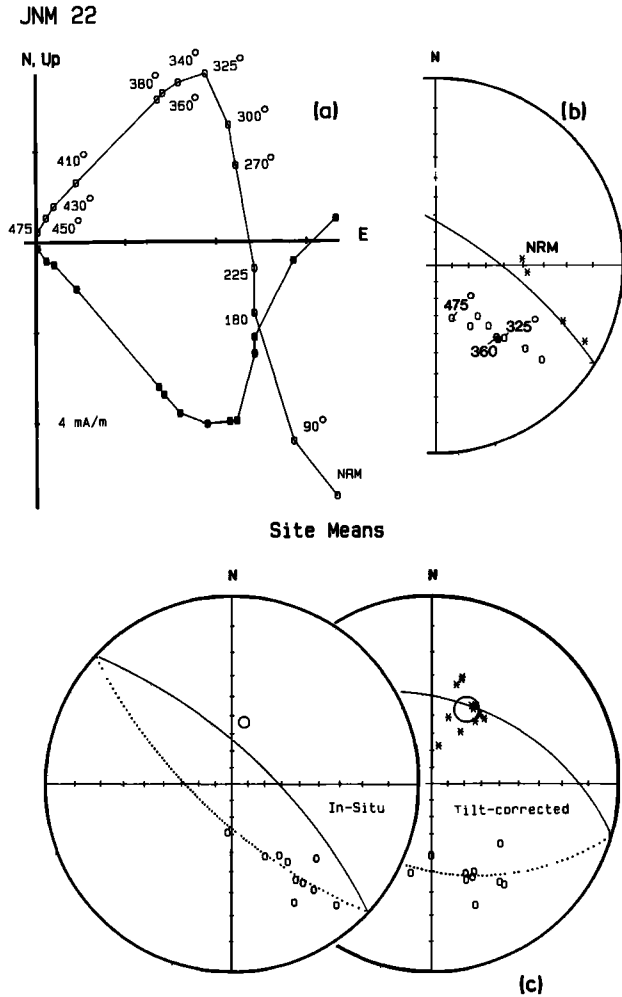 JNM 22
N, Up
340°
325°
380°
360°
(a)
300°
270°
410°
430°
475
450°
E
225
180
4 mA/m
90°
NRM
N
(b)
NRM
475°
325°
360
Site Means
N
In-Situ
N
Tilt-corrected
(c)